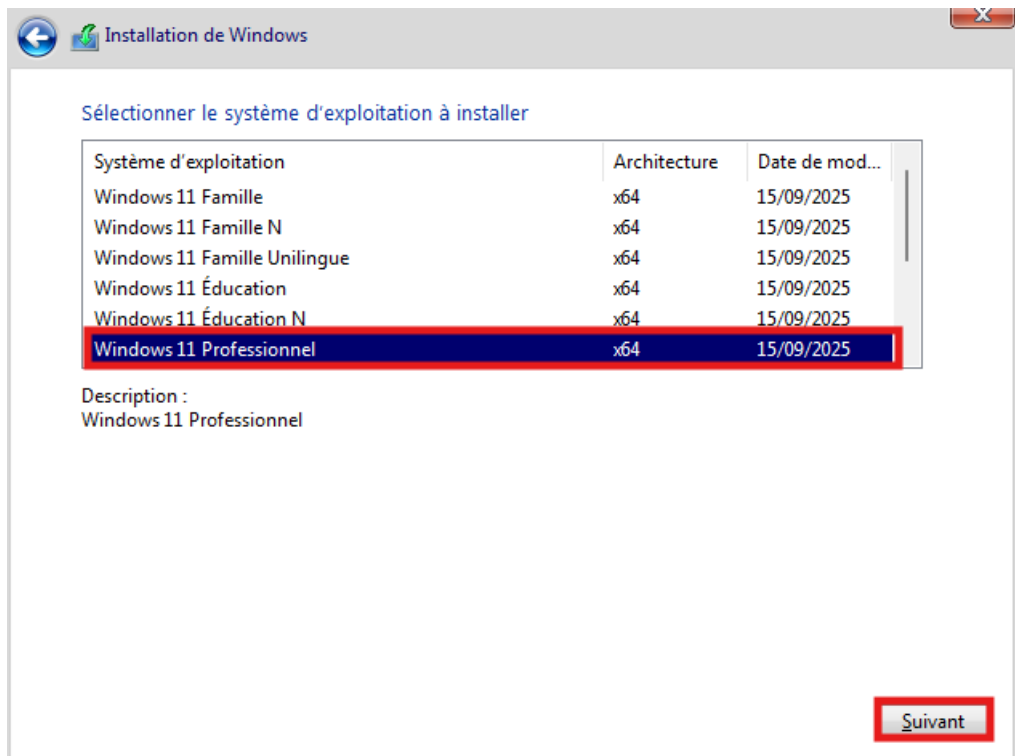 Installation de Windows
X
Sélectionner le système d'exploitation à installer
Système d'exploitation Architecture Date de mod...
Windows 11 Famille x64 15/09/2025
Windows 11 Famille N x64 15/09/2025
Windows 11 Famille Unilingue x64 15/09/2025
Windows 11 Éducation x64 15/09/2025
Windows 11 Éducation N x64 15/09/2025
Windows 11 Professionnel x64 15/09/2025
Description :
Windows 11 Professionnel
Suivant